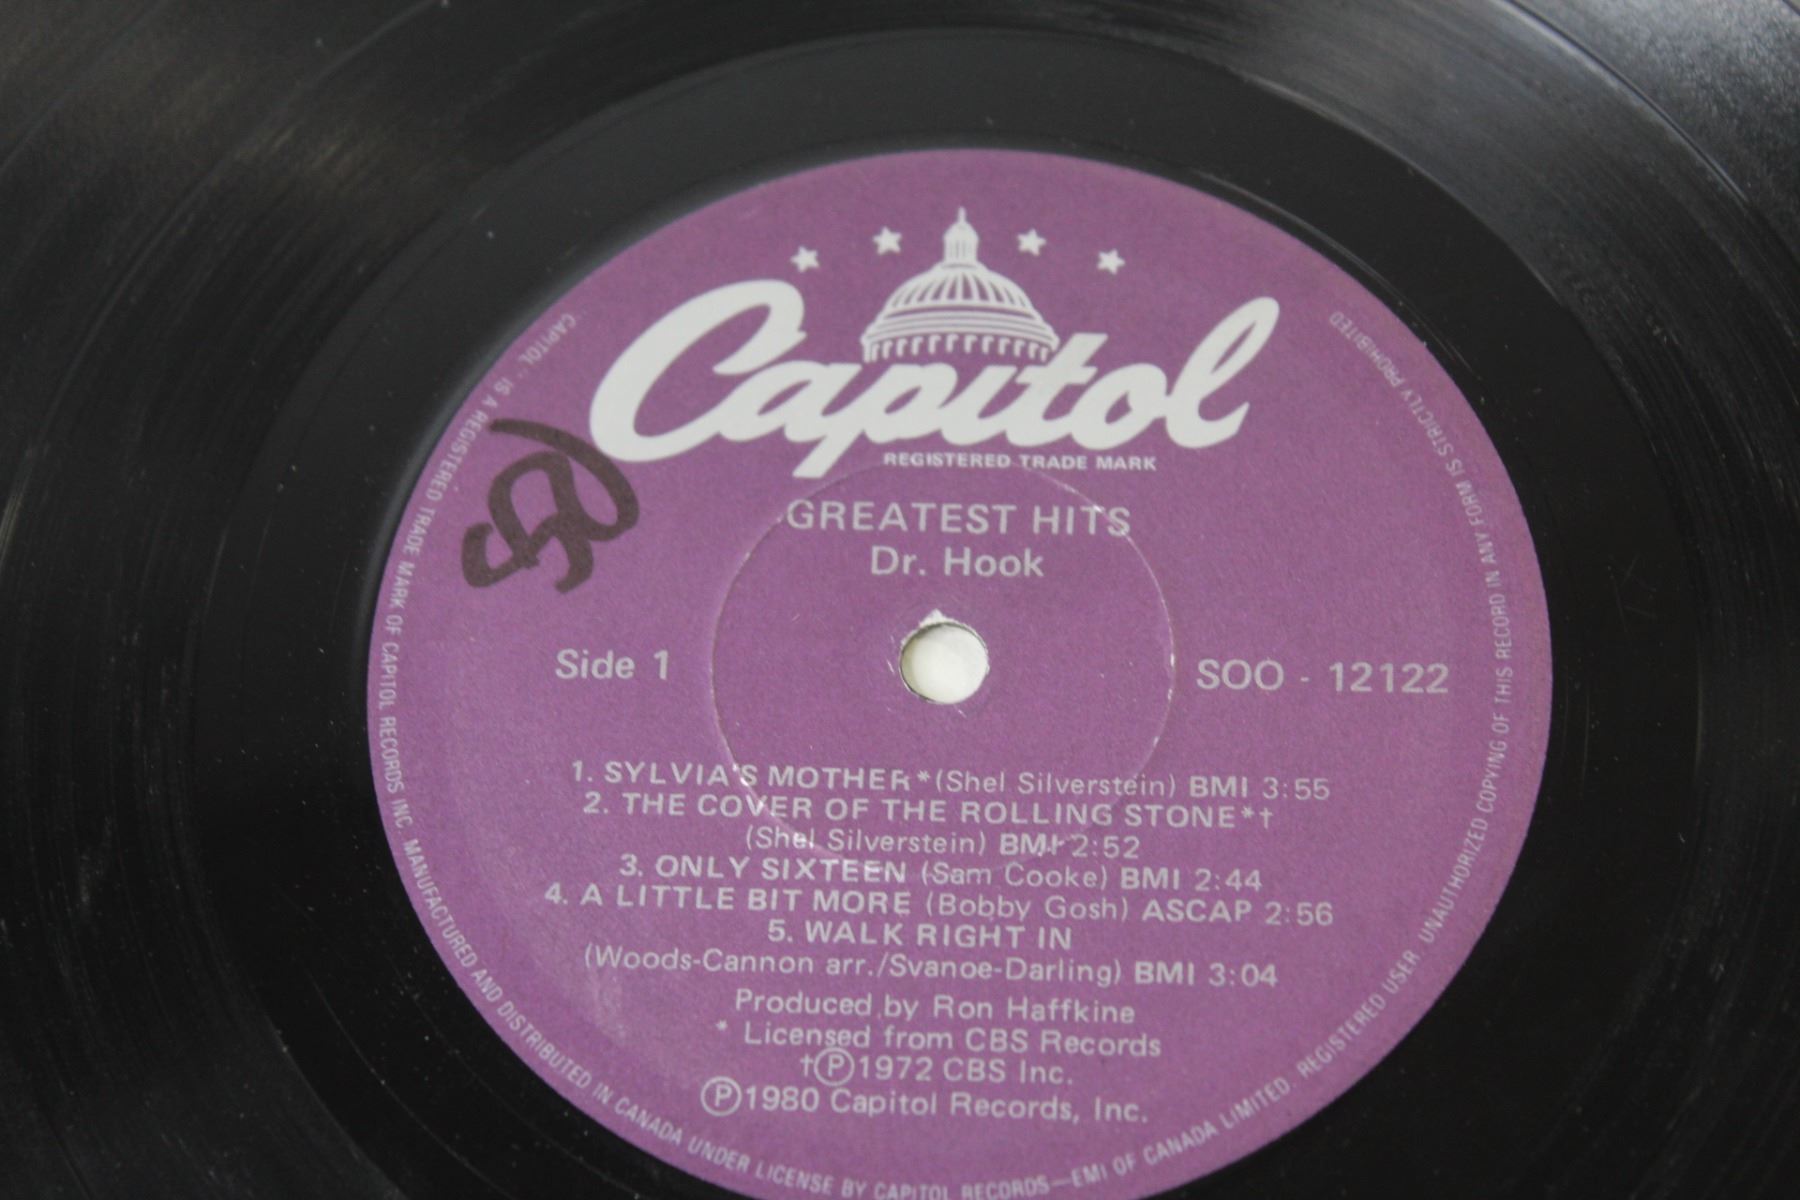 Capitol
REGISTERED TRADE MARK
GREATEST HITS
Dr. Hook
Side 1
SOO - 12122
1. SYLVIA'S MOTHER*(Shel Silverstein) BMI 3:55
2. THE COVER OF THE ROLLING STONE*†
(Shel Silverstein) BMI 2:52
3. ONLY SIXTEEN (Sam Cooke) BMI 2:44
4. A LITTLE BIT MORE (Bobby Gosh) ASCAP 2:56
5. WALK RIGHT IN
(Woods-Cannon arr./Svanoe-Darling) BMI 3:04
Produced by Ron Haffkine
* Licensed from CBS Records
†Ⓟ1972 CBS Inc.
Ⓟ1980 Capitol Records, Inc.
"CAPITOL" IS A REGISTERED TRADE MARK OF CAPITOL RECORDS INC. MANUFACTURED AND DISTRIBUTED IN CANADA UNDER LICENSE BY CAPITOL RECORDS—EMI OF CANADA LIMITED. REGISTERED USER. UNAUTHORIZED COPYING OF THIS RECORD IN ANY FORM IS STRICTLY PROHIBITED